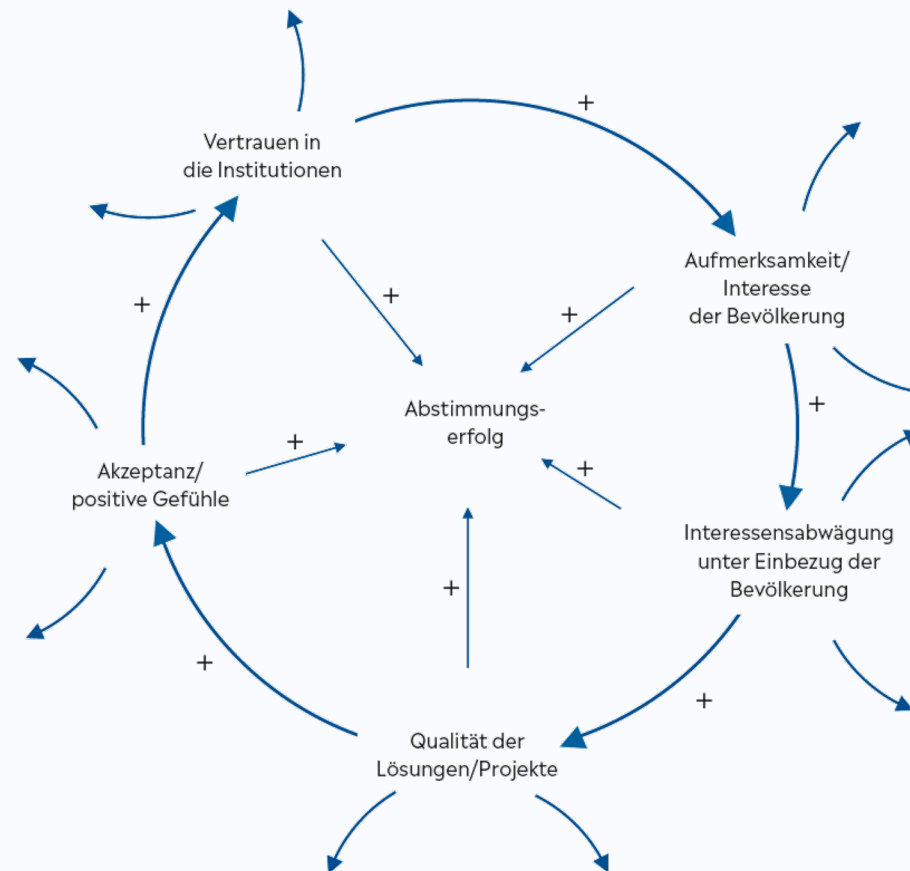 +
Vertrauen in
die Institutionen
Aufmerksamkeit/
Interesse
der Bevölkerung
+
+
+
+
Abstimmungs-
erfolg
+
+
Akzeptanz/
positive Gefühle
Interessensabwägung
unter Einbezug der
Bevölkerung
+
+
+
Qualität der
Lösungen/Projekte